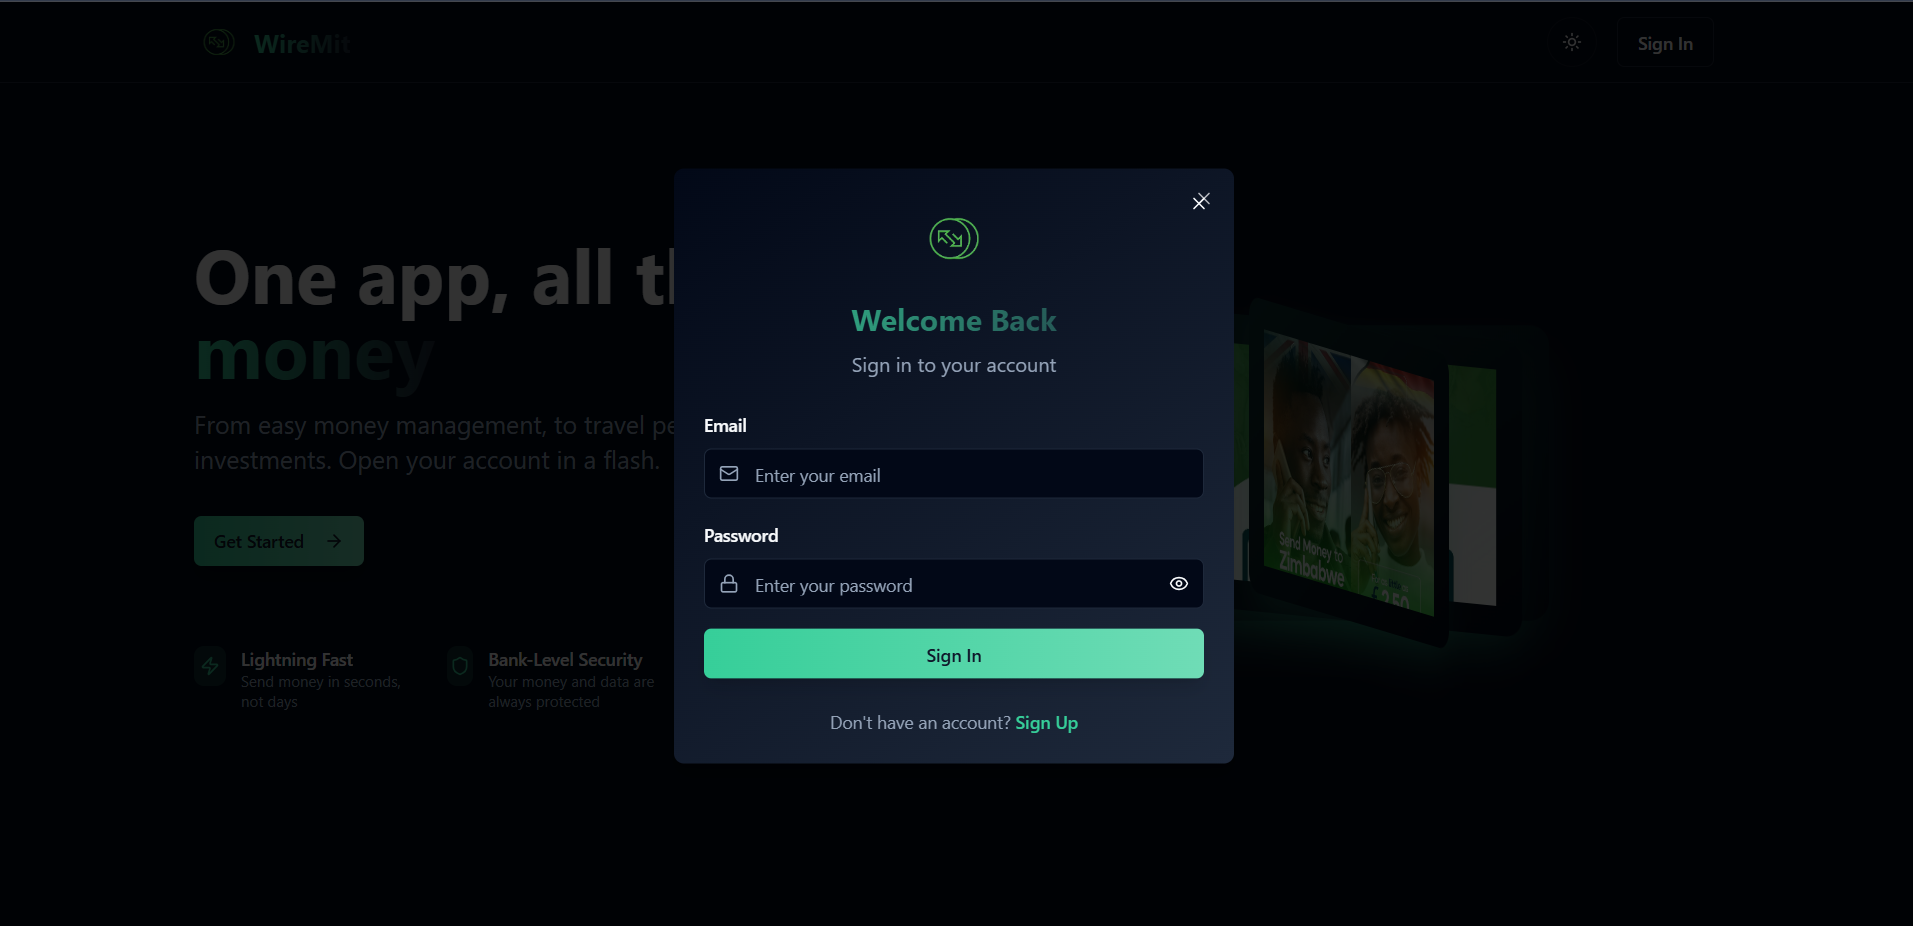 WireMit
Sign In
One app, all th
money
From easy money management, to travel pe
investments. Open your account in a flash.
Get Started
Lightning Fast
Send money in seconds,
not days
Bank-Level Security
Your money and data are
always protected
Welcome Back
Sign in to your account
Email
Enter your email
Password
Enter your password
Sign In
Don't have an account? Sign Up
Send Money to
Zimbabwe
2.50